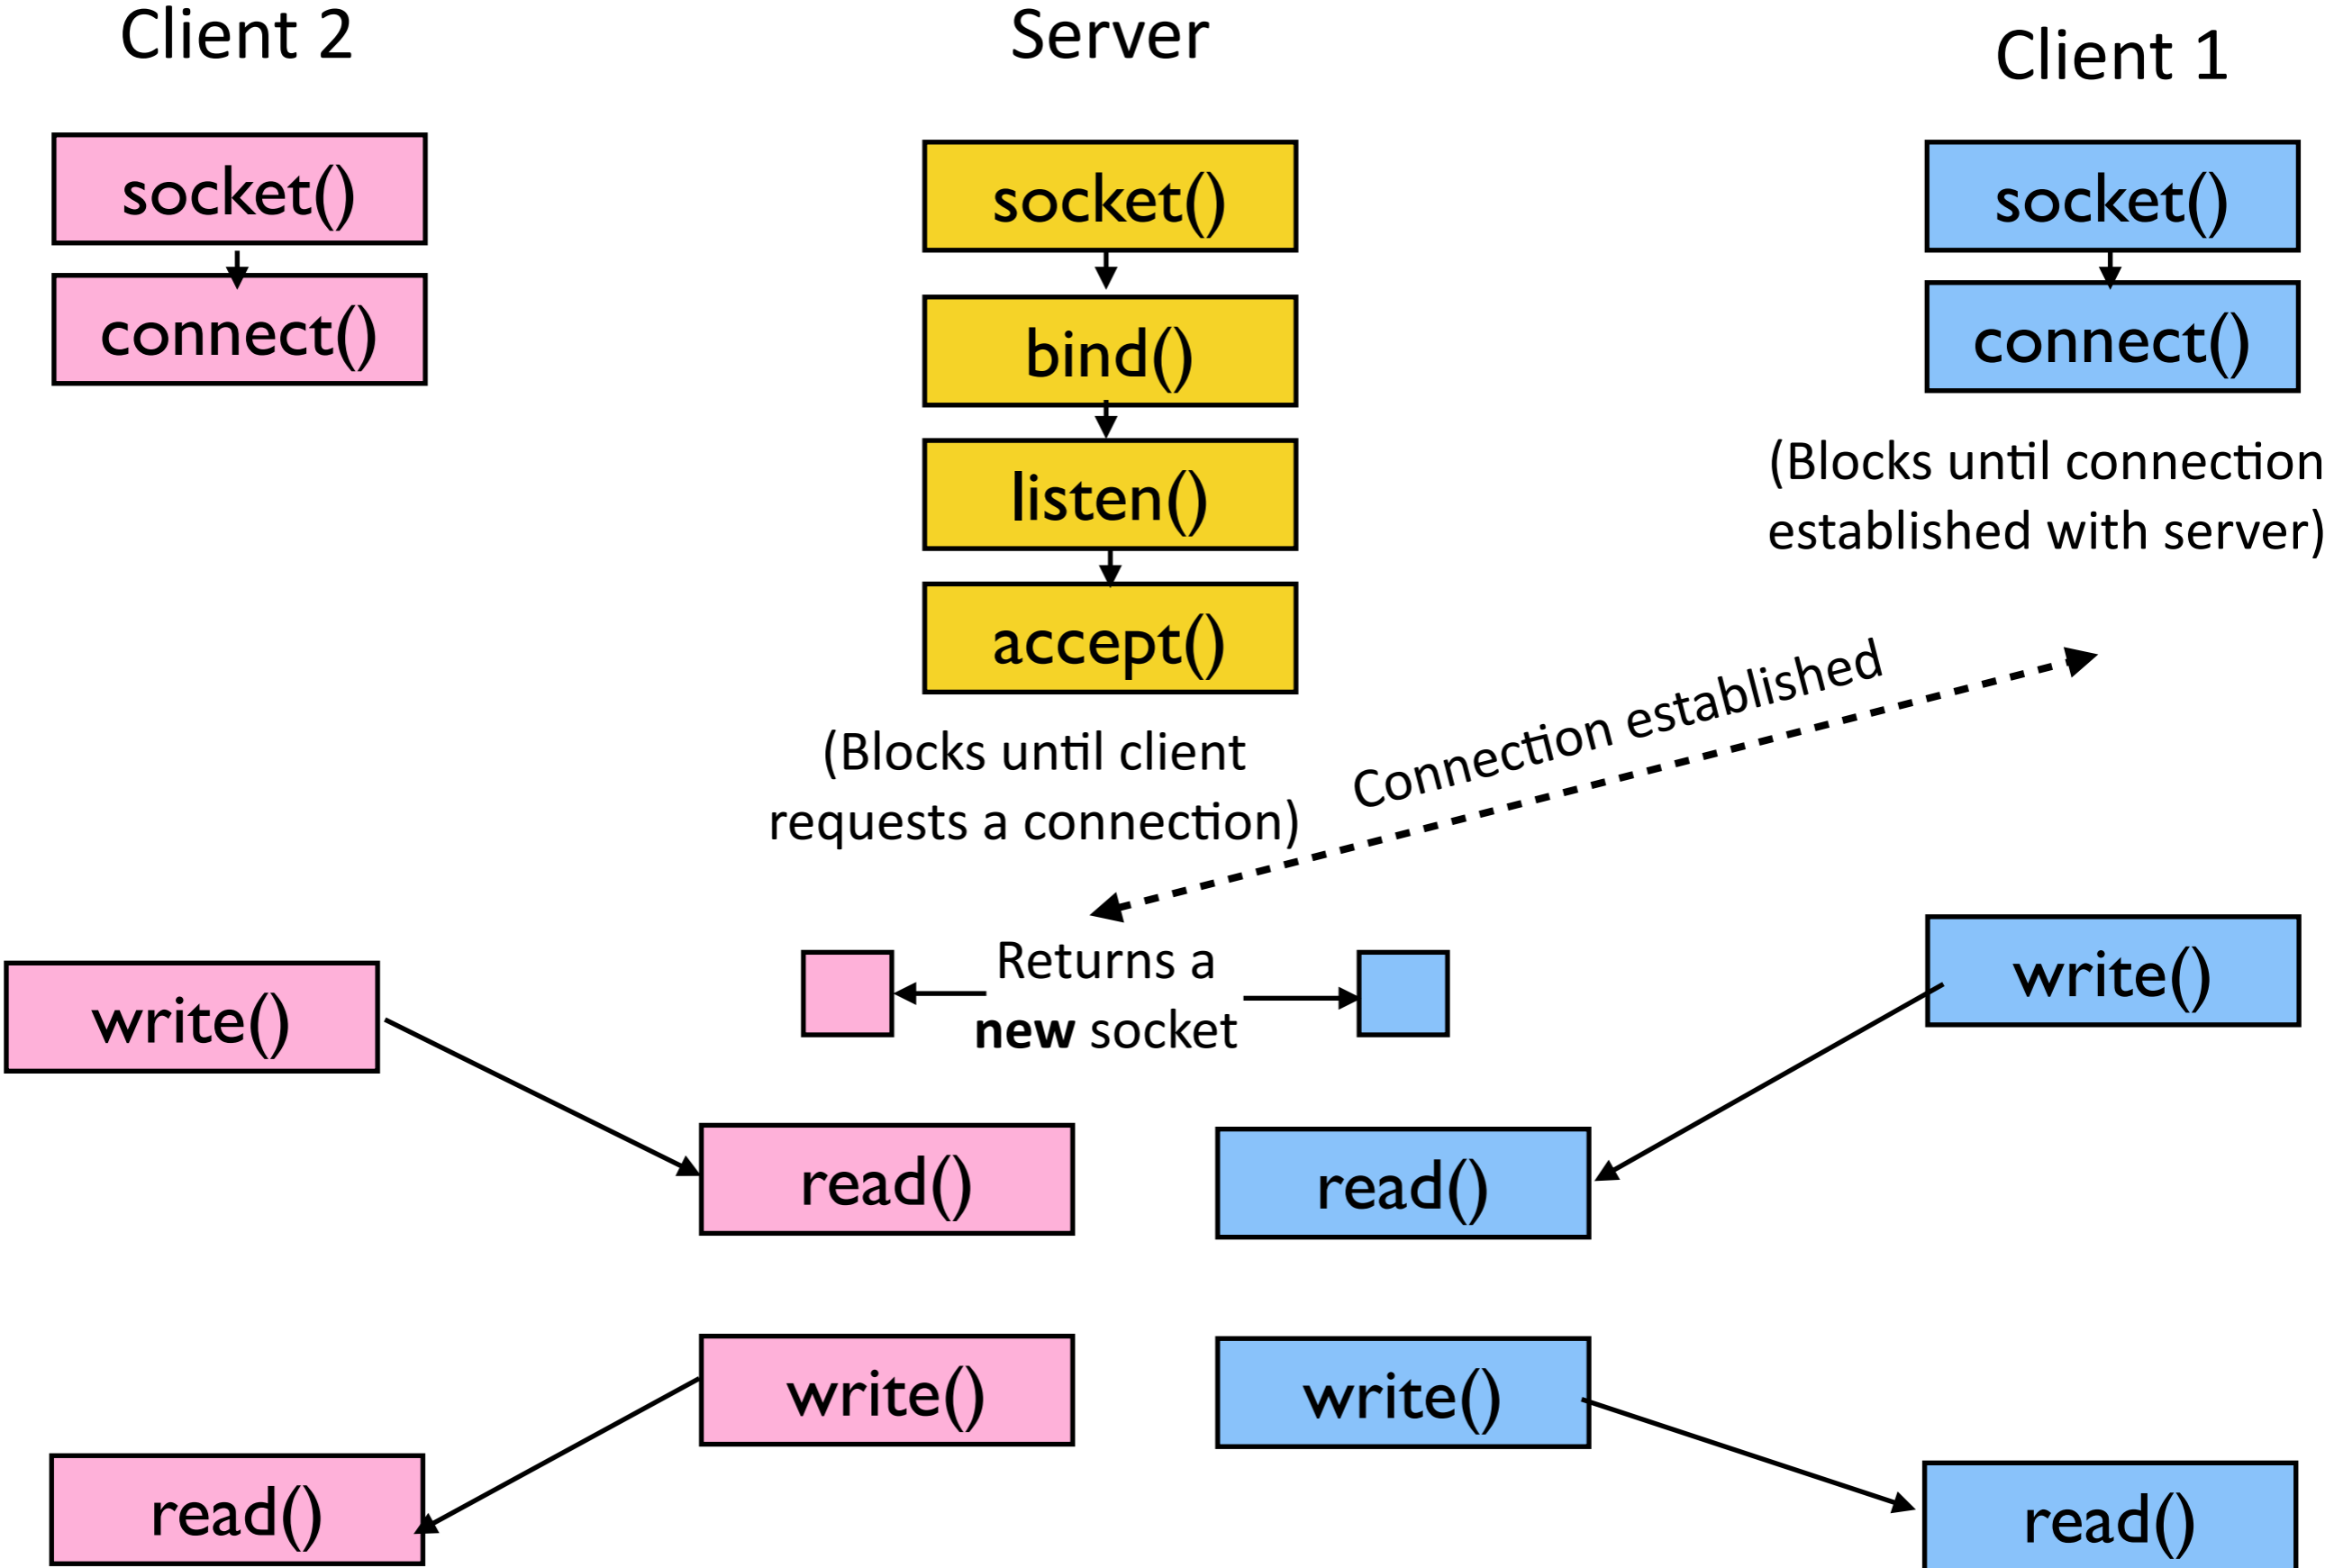 Client 2
Server
Client 1
socket()
socket()
socket()
connect()
bind()
connect()
listen()
(Blocks until connection
established with server)
accept()
(Blocks until client
requests a connection)
Connection established
Returns a
new socket
write()
write()
read()
read()
write()
write()
read()
read()